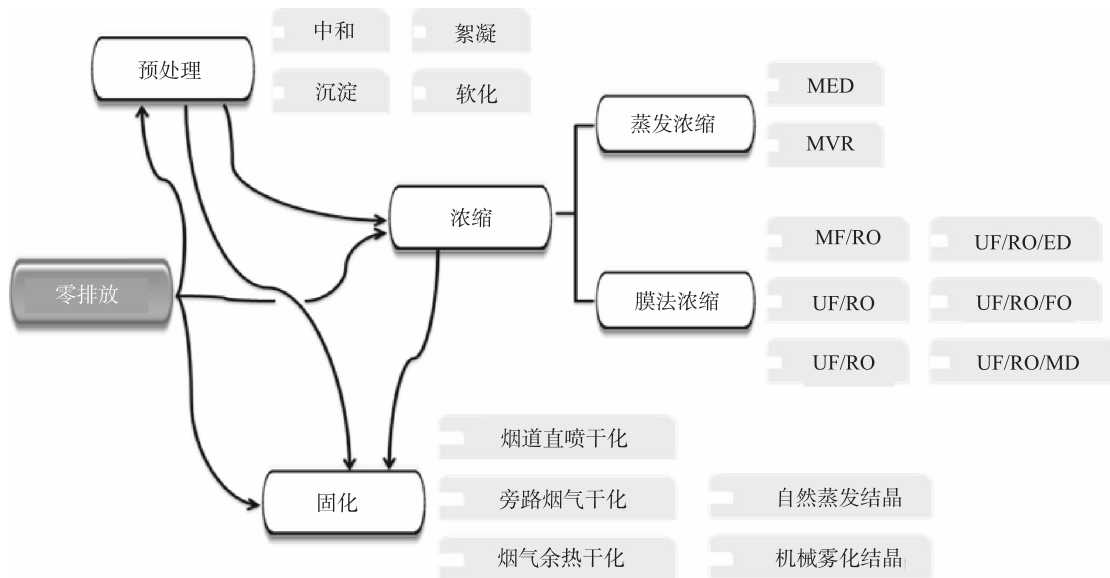 预处理
中和
絮凝
沉淀
软化
蒸发浓缩
MED
MVR
浓缩
零排放
膜法浓缩
MF/RO
UF/RO/ED
UF/RO
UF/RO/FO
UF/RO
UF/RO/MD
固化
烟道直喷干化
旁路烟气干化
自然蒸发结晶
烟气余热干化
机械雾化结晶